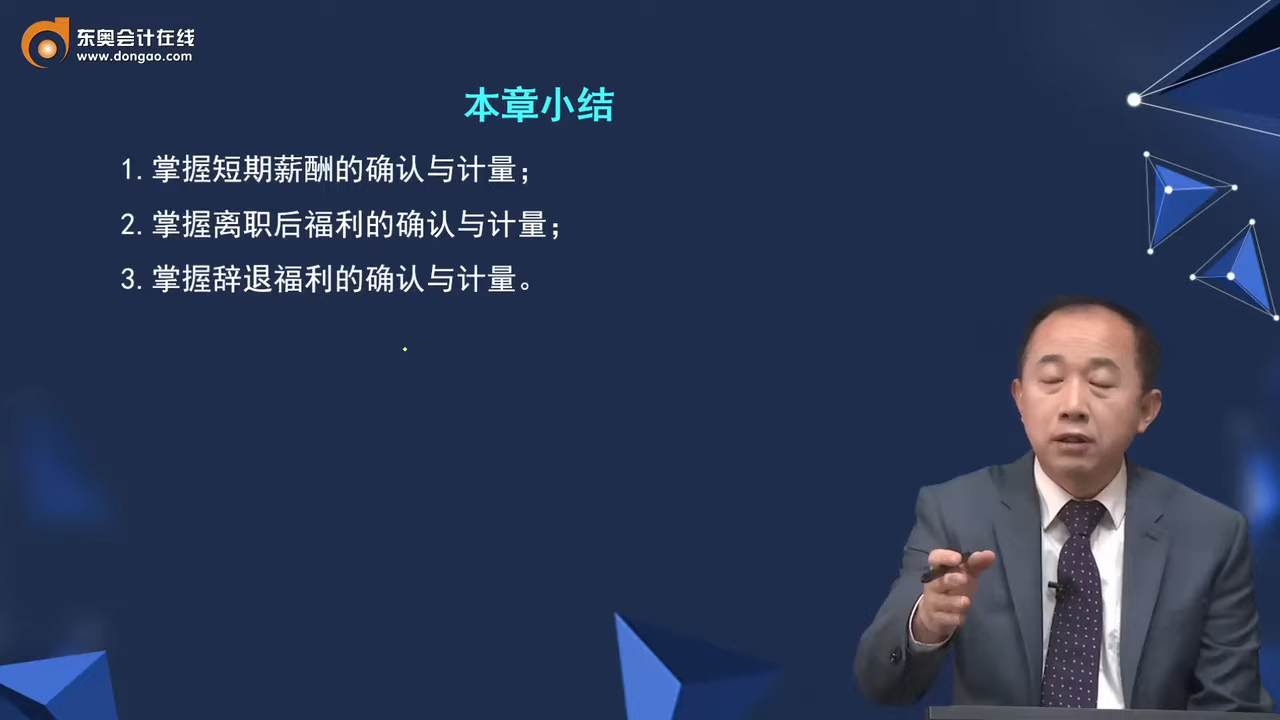 东奥会计在线
www.dongao.com
本章小结
1.掌握短期薪酬的确认与计量；
2.掌握离职后福利的确认与计量；
3.掌握辞退福利的确认与计量。